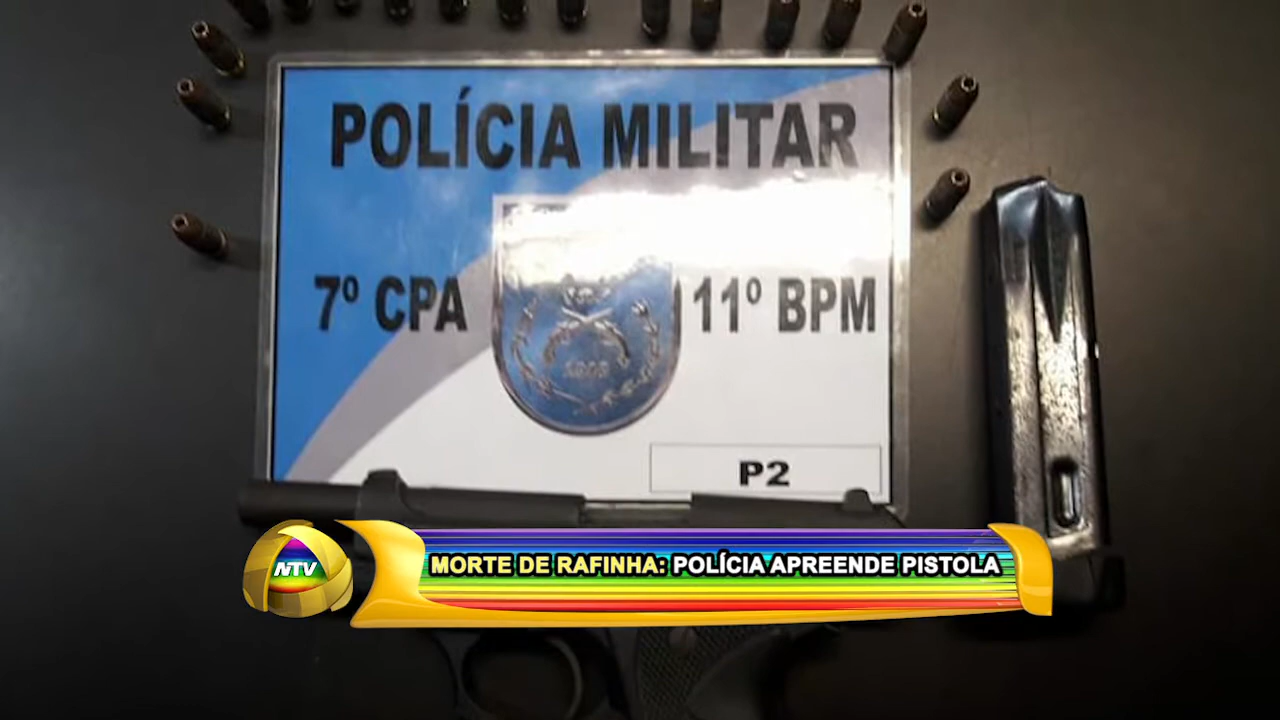 POLÍCIA MILITAR
7º CPA
11º BPM
P2
NTV
MORTE DE RAFINHA: POLÍCIA APREENDE PISTOLA